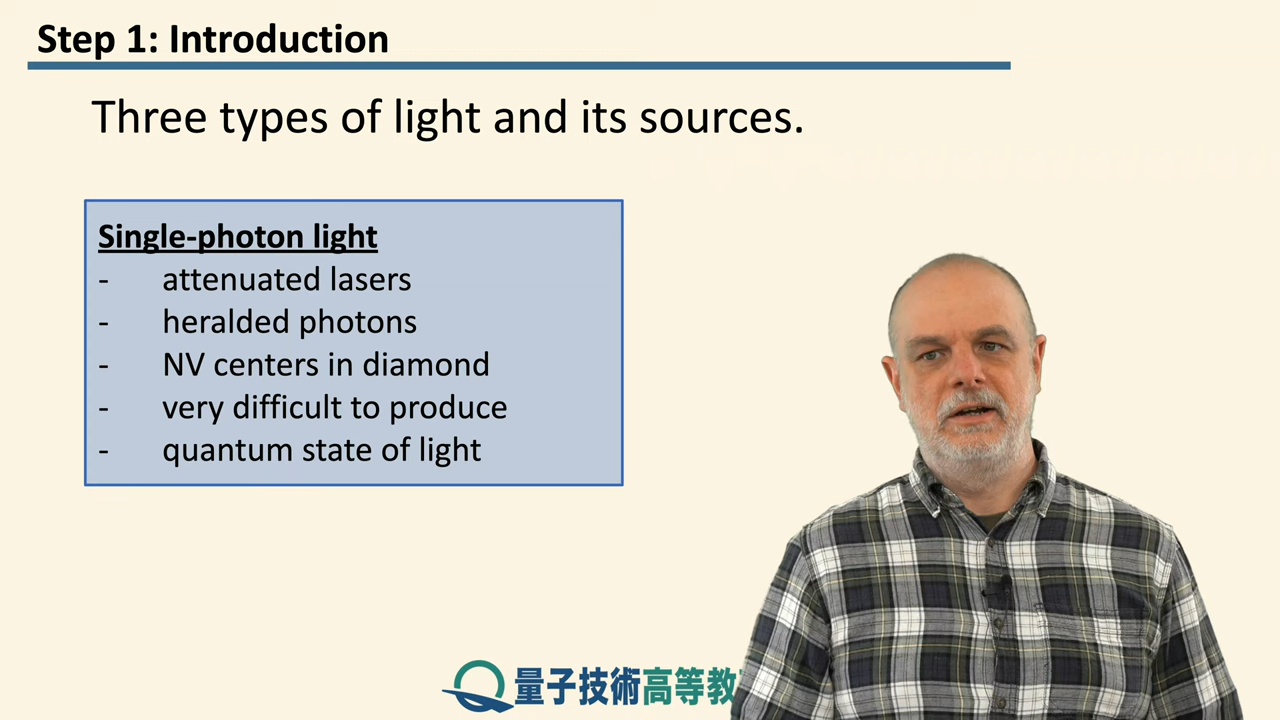 Step 1: Introduction
Three types of light and its sources.
Single-photon light
- attenuated lasers
- heralded photons
- NV centers in diamond
- very difficult to produce
- quantum state of light
量子技術高等教